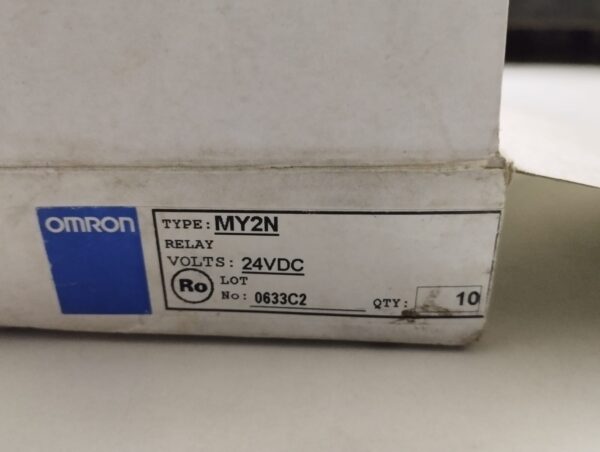 OMRON
TYPE: MY2N
RELAY
VOLTS: 24VDC
Ro
LOT
No: 0633C2
QTY: 10